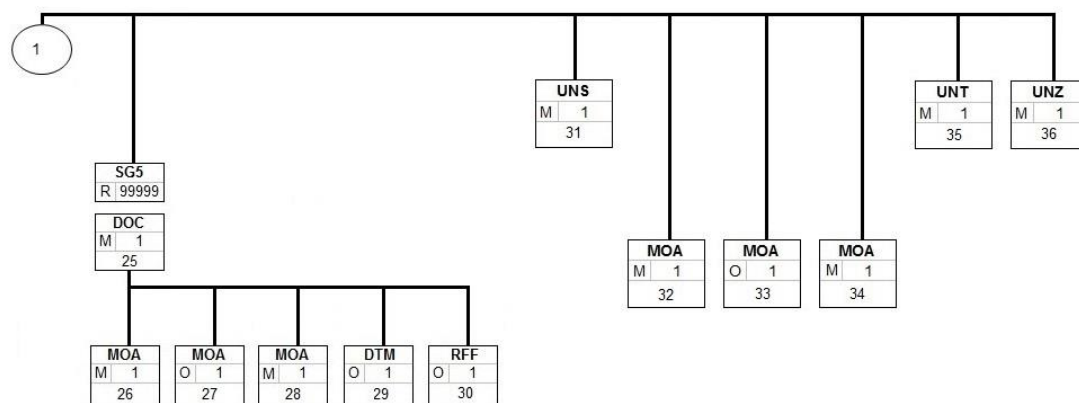 1
UNS
M 1
31
UNT
M 1
35
UNZ
M 1
36
SG5
R 99999
DOC
M 1
25
MOA
M 1
32
MOA
O 1
33
MOA
M 1
34
MOA
M 1
26
MOA
O 1
27
MOA
M 1
28
DTM
O 1
29
RFF
O 1
30